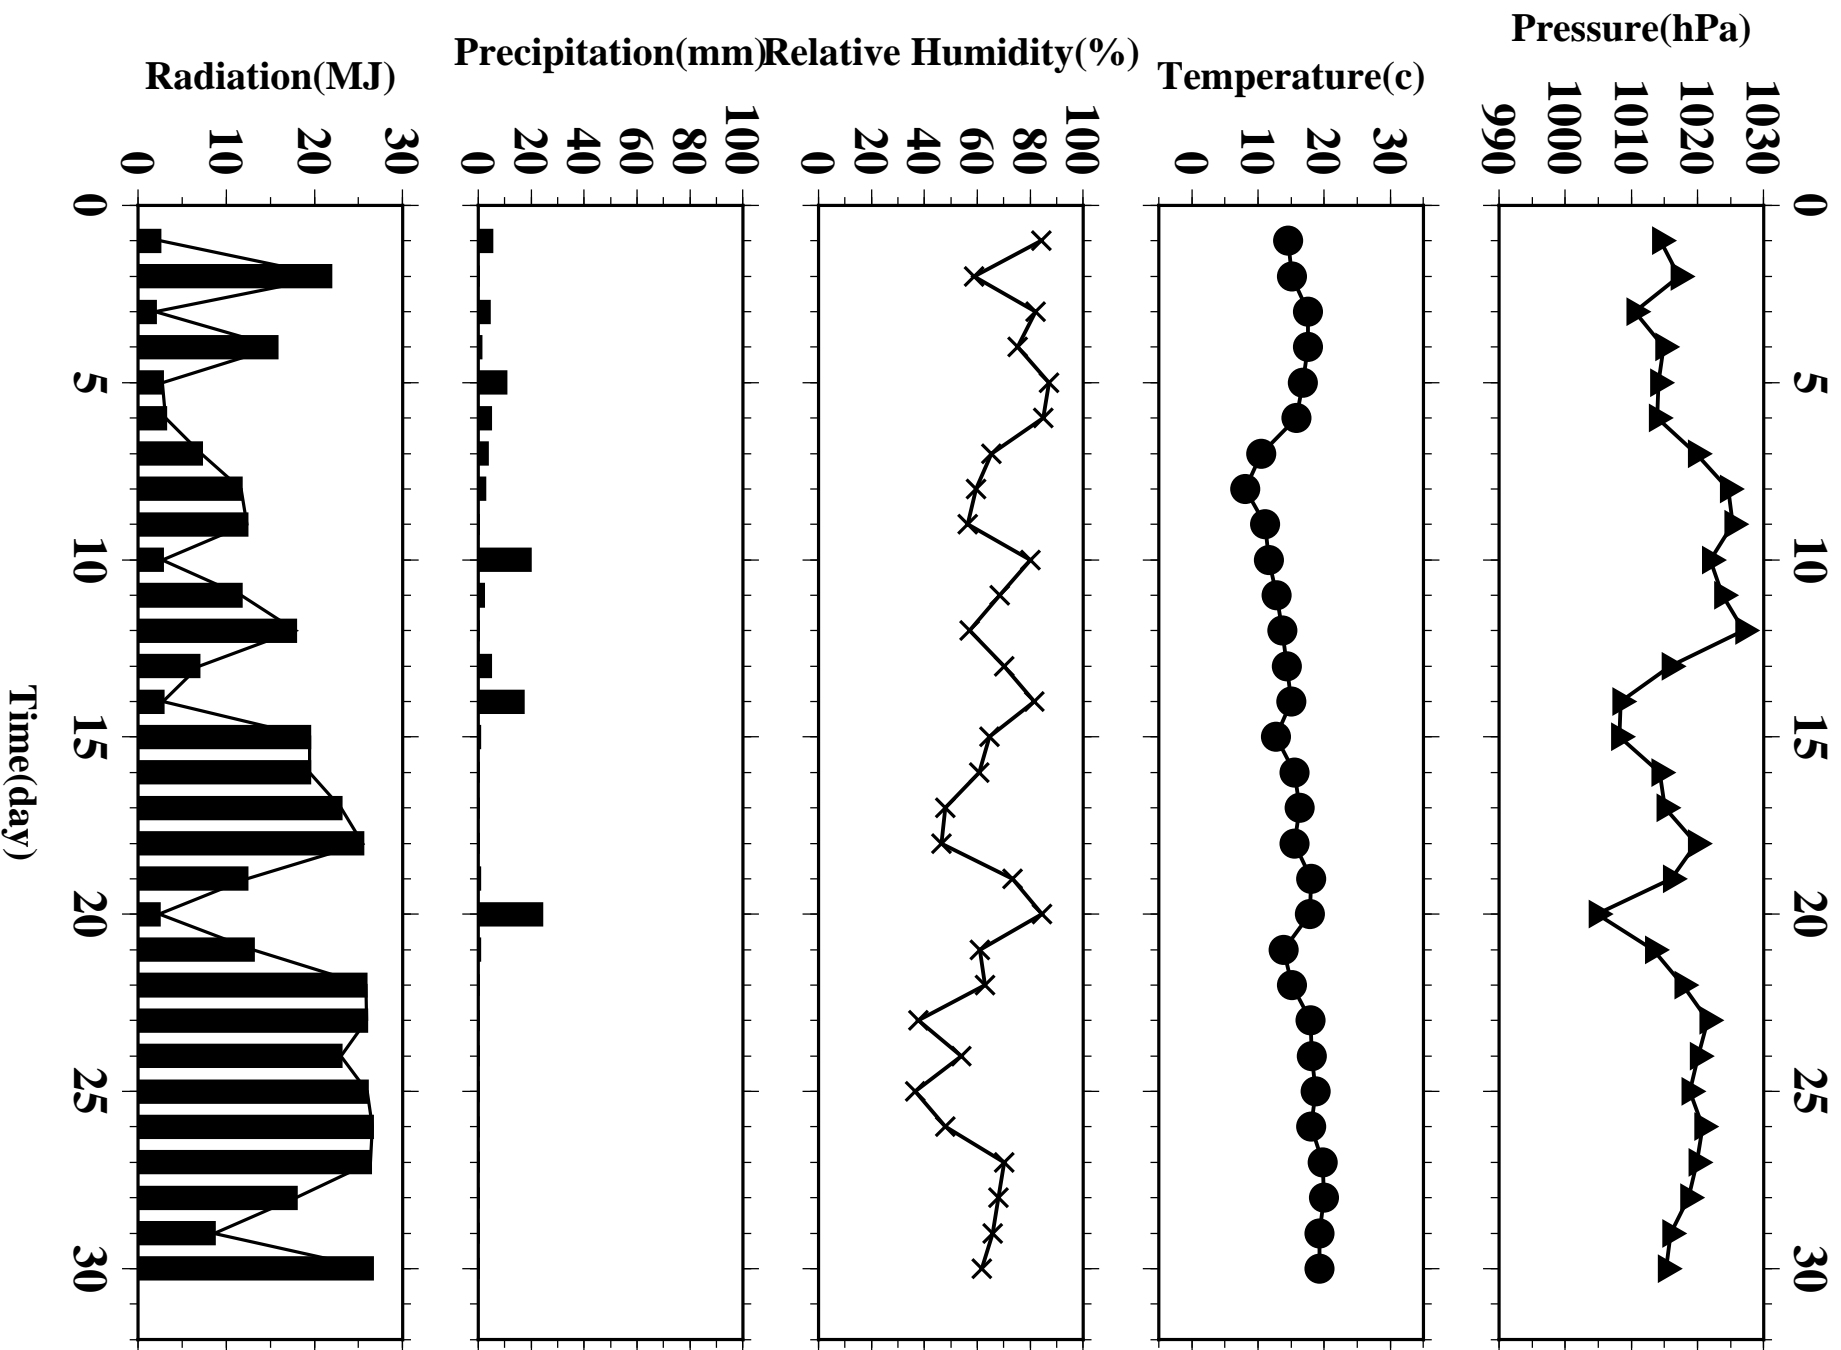 Pressure(hPa)
Precipitation(mm)
Relative Humidity(%)
Temperature(c)
Radiation(MJ)
0 10 20 30
0 20 40 60 80 100
0 20 40 60 80 100
0 10 20 30
990 1000 1010 1020 1030
0 0
5 5
10 10
15 15
20 20
25 25
30 30
Time(day)